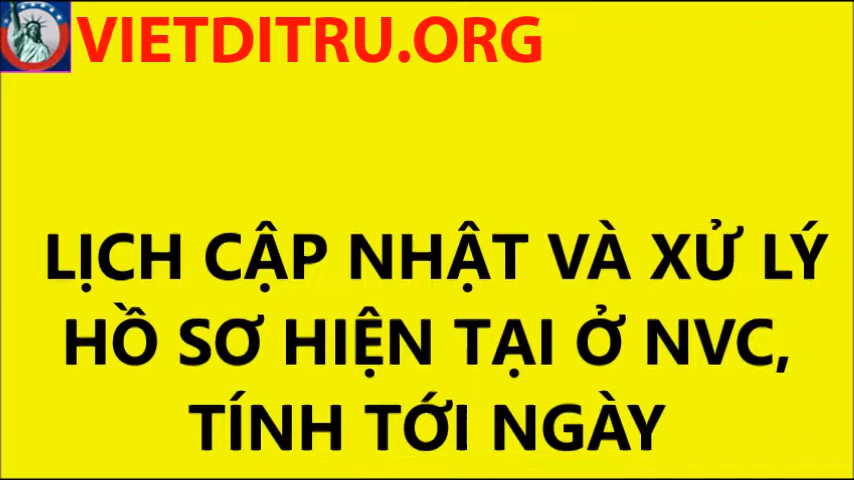 VIETDITRU.ORG
LỊCH CẬP NHẬT VÀ XỬ LÝ
HỒ SƠ HIỆN TẠI Ở NVC,
TÍNH TỚI NGÀY